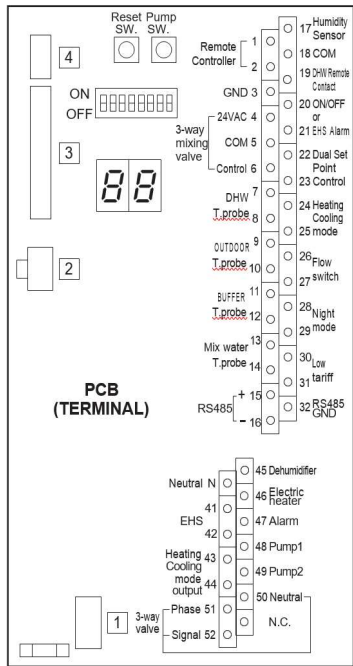 Reset Pump
SW. SW.
4
ON
OFF
3
88
2
PCB
(TERMINAL)
1
Remote
Controller
1
2
GND 3
3-way
mixing
valve
24VAC 4
COM 5
Control 6
DHW 7
T.probe 8
OUTDOOR 9
T.probe 10
BUFFER 11
T.probe 12
Mix water 13
T.probe 14
RS485
+ 15
- 16
17 Humidity
Sensor
18 COM
19 DHW Remote
Contact
20 ON/OFF
or
21 EHS Alarm
22 Dual Set
Point
23 Control
24 Heating
Cooling
25 mode
26
Flow
switch
27
28
Night
mode
29
30
Low
tariff
31
32 RS485
GND
Neutral N
41
EHS
42
Heating 43
Cooling
mode
output 44
3-way
valve
Phase 51
Signal 52
45 Dehumidifier
46 Electric
heater
47 Alarm
48 Pump1
49 Pump2
50 Neutral
N.C.